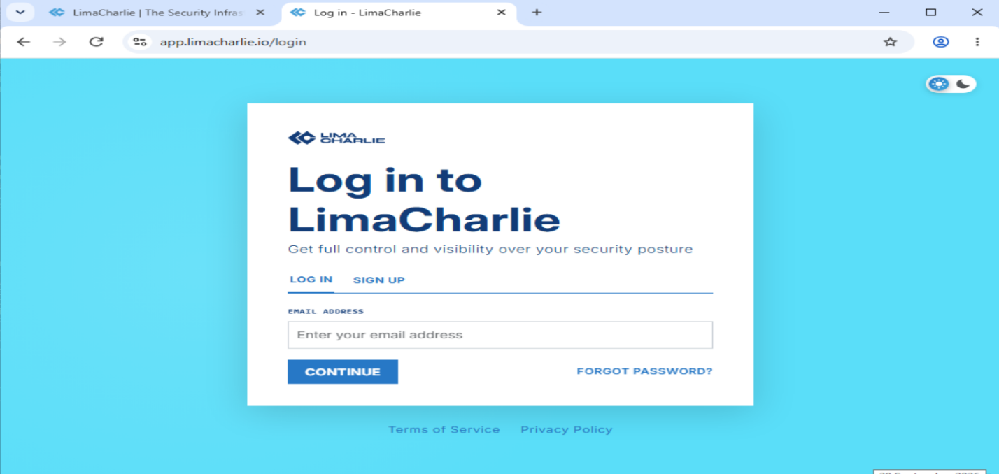 LimaCharlie | The Security Infras
Log in - LimaCharlie
app.limacharlie.io/login
LIMA
CHARLIE
Log in to
LimaCharlie
Get full control and visibility over your security posture
LOG IN SIGN UP
EMAIL ADDRESS
Enter your email address
CONTINUE FORGOT PASSWORD?
Terms of Service Privacy Policy